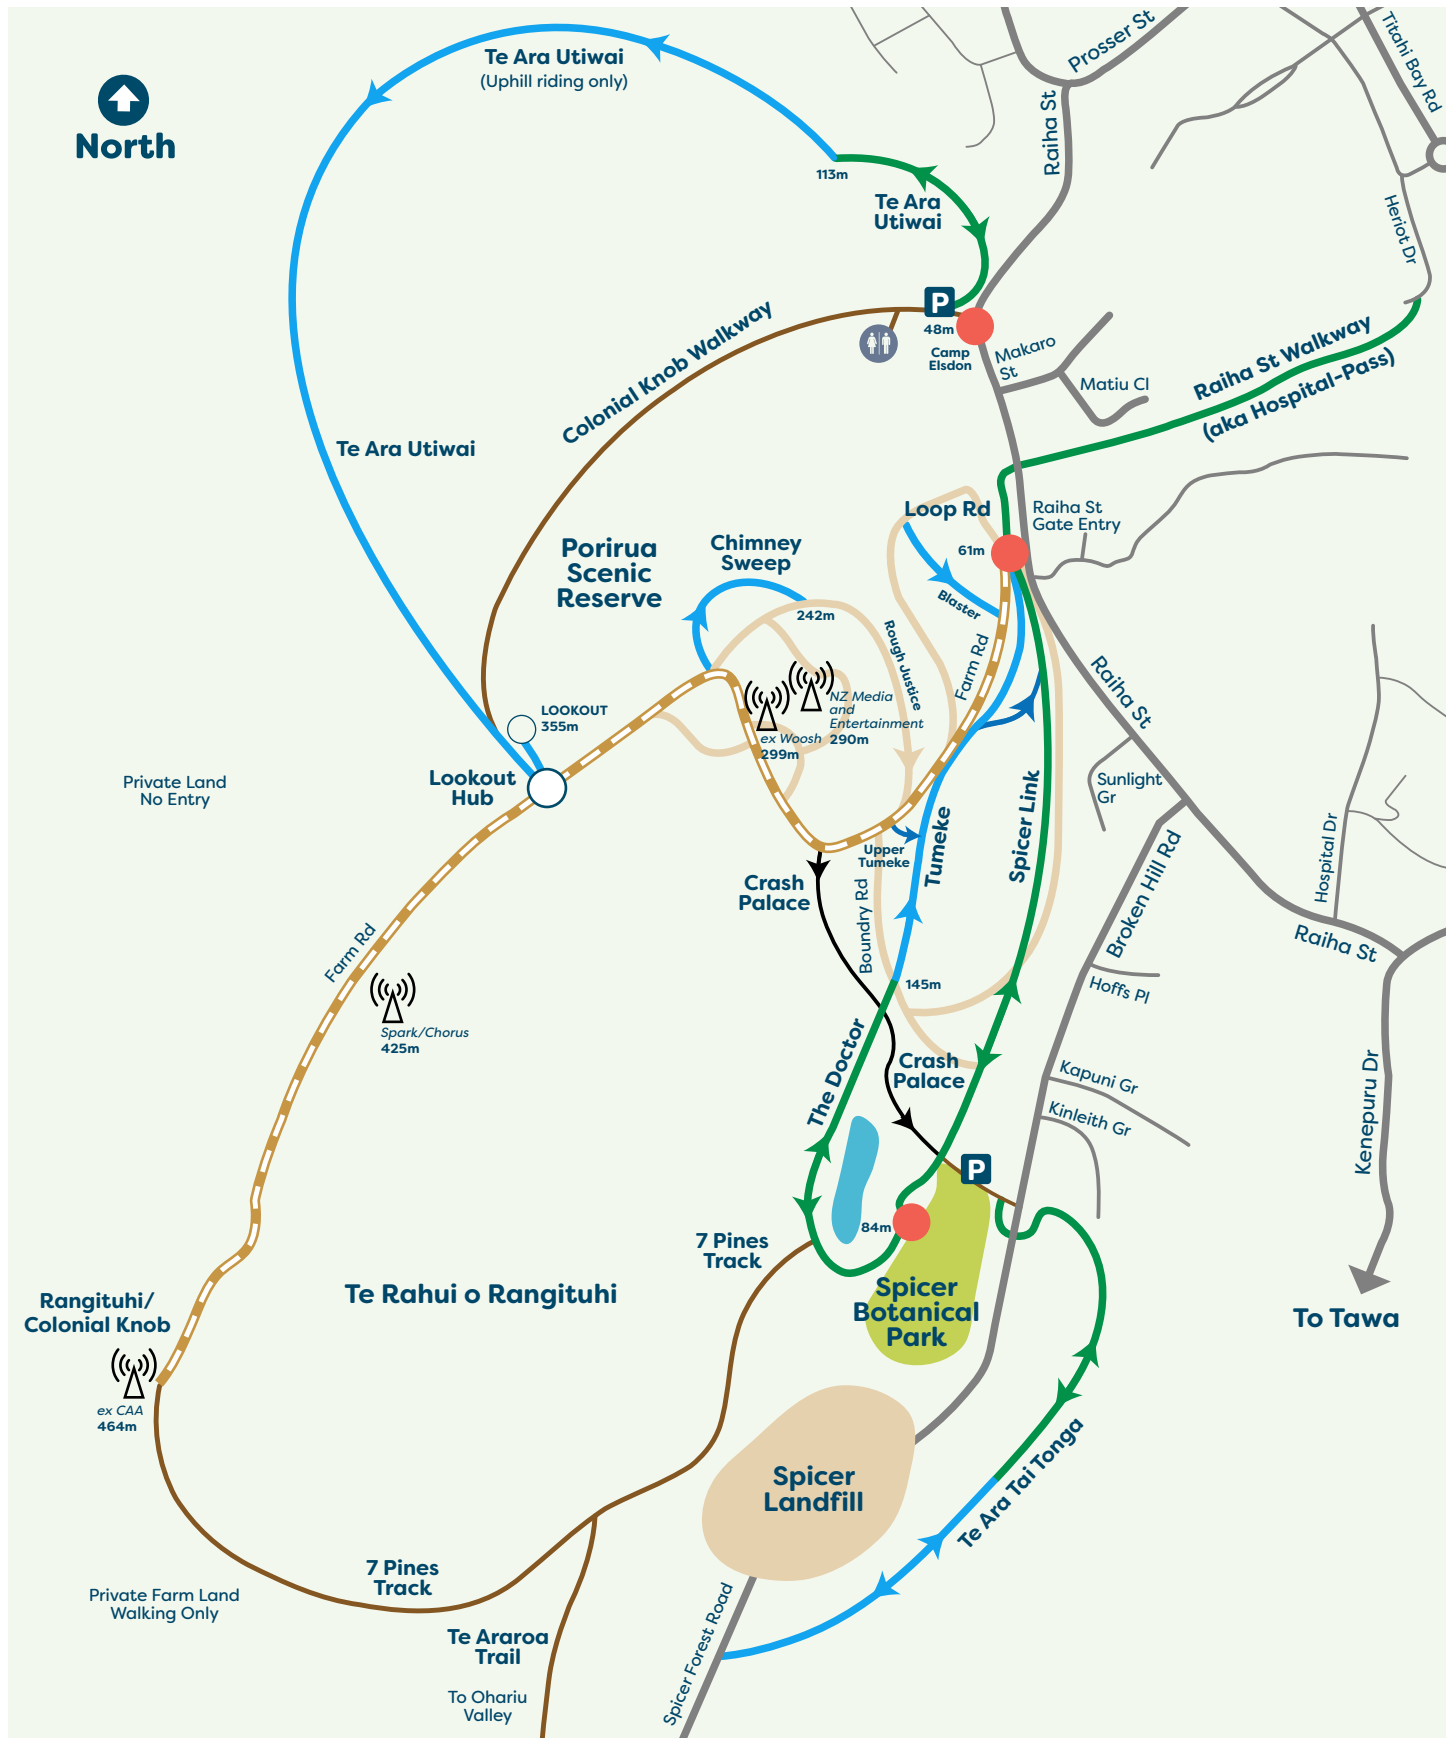 Te Ara Utiwai
(Uphill riding only)
Prosser St
Titahi Bay Rd
North
Raiha St
113m
Te Ara
Utiwai
Heriot Dr
P
48m
Camp
Elsdon
Colonial Knob Walkway
Makaro
St
Matiu Cl
Raiha St Walkway
(aka Hospital-Pass)
Te Ara Utiwai
Loop Rd
Raiha St
Gate Entry
61m
Porirua
Scenic
Reserve
Chimney
Sweep
Blaster
242m
Rough Justice
Farm Rd
Raiha St
NZ Media
and
Entertainment
290m
ex Woosh
299m
LOOKOUT
355m
Lookout
Hub
Private Land
No Entry
Sunlight
Gr
Spicer Link
Tumeke
Upper
Tumeke
Hospital Dr
Crash
Palace
Boundry Rd
Broken Hill Rd
Raiha St
Farm Rd
145m
Hoffs Pl
Spark/Chorus
425m
The Doctor
Crash
Palace
Kapuni Gr
Kinleith Gr
Kenepuru Dr
P
84m
7 Pines
Track
Spicer
Botanical
Park
Te Rahui o Rangituhi
Rangituhi/
Colonial Knob
To Tawa
ex CAA
464m
Spicer
Landfill
Te Ara Tai Tonga
7 Pines
Track
Private Farm Land
Walking Only
Te Araroa
Trail
To Ohariu
Valley
Spicer Forest Road